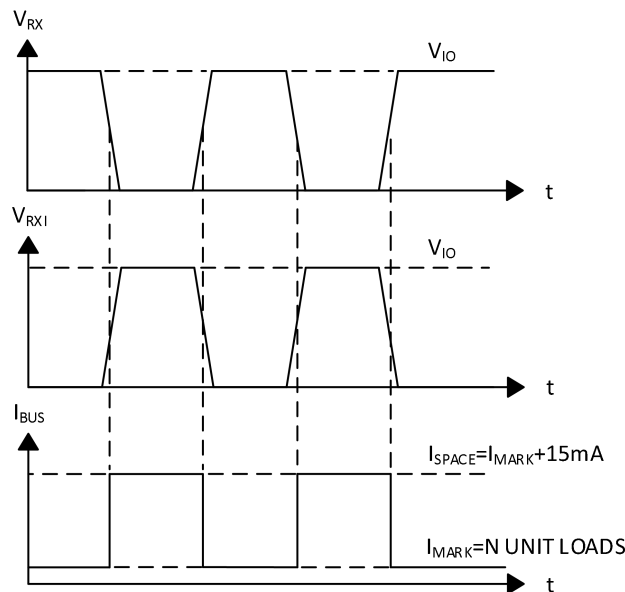 VRX
VIO
t
VRXI
VIO
t
IBUS
ISPACE=IMARK+15mA
IMARK=N UNIT LOADS
t